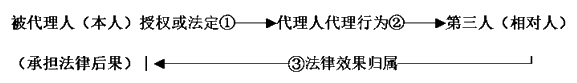 被代理人（本人）授权或法定①代理人代理行为②第三人（相对人）
（承担法律后果）③法律效果归属